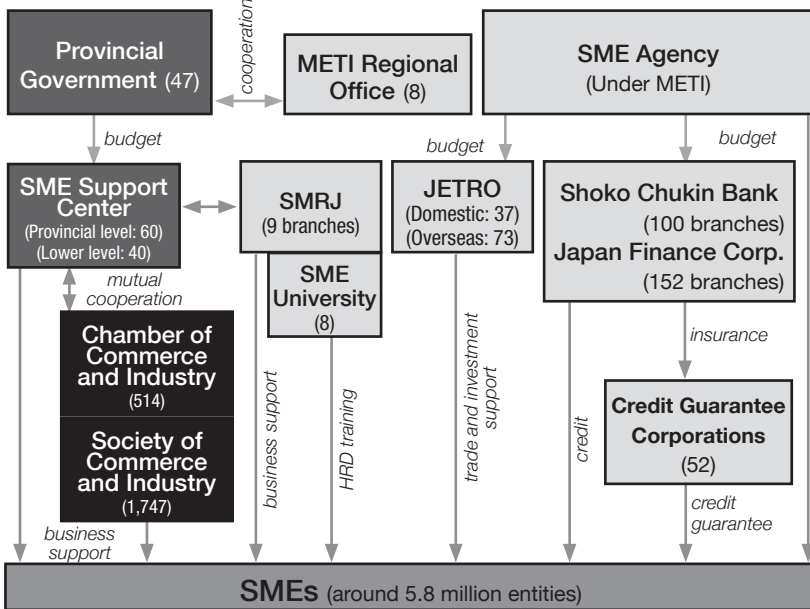 Provincial
Government (47)
cooperation
METI Regional
Office (8)
SME Agency
(Under METI)
budget
budget
budget
SME Support
Center
(Provincial level: 60)
(Lower level: 40)
SMRJ
(9 branches)
JETRO
(Domestic: 37)
(Overseas: 73)
Shoko Chukin Bank
(100 branches)
Japan Finance Corp.
(152 branches)
SME
University
(8)
mutual
cooperation
Chamber of
Commerce
and Industry
(514)
Society of
Commerce
and Industry
(1,747)
business support
HRD training
trade and investment
support
credit
insurance
Credit Guarantee
Corporations
(52)
credit
guarantee
business
support
SMEs (around 5.8 million entities)